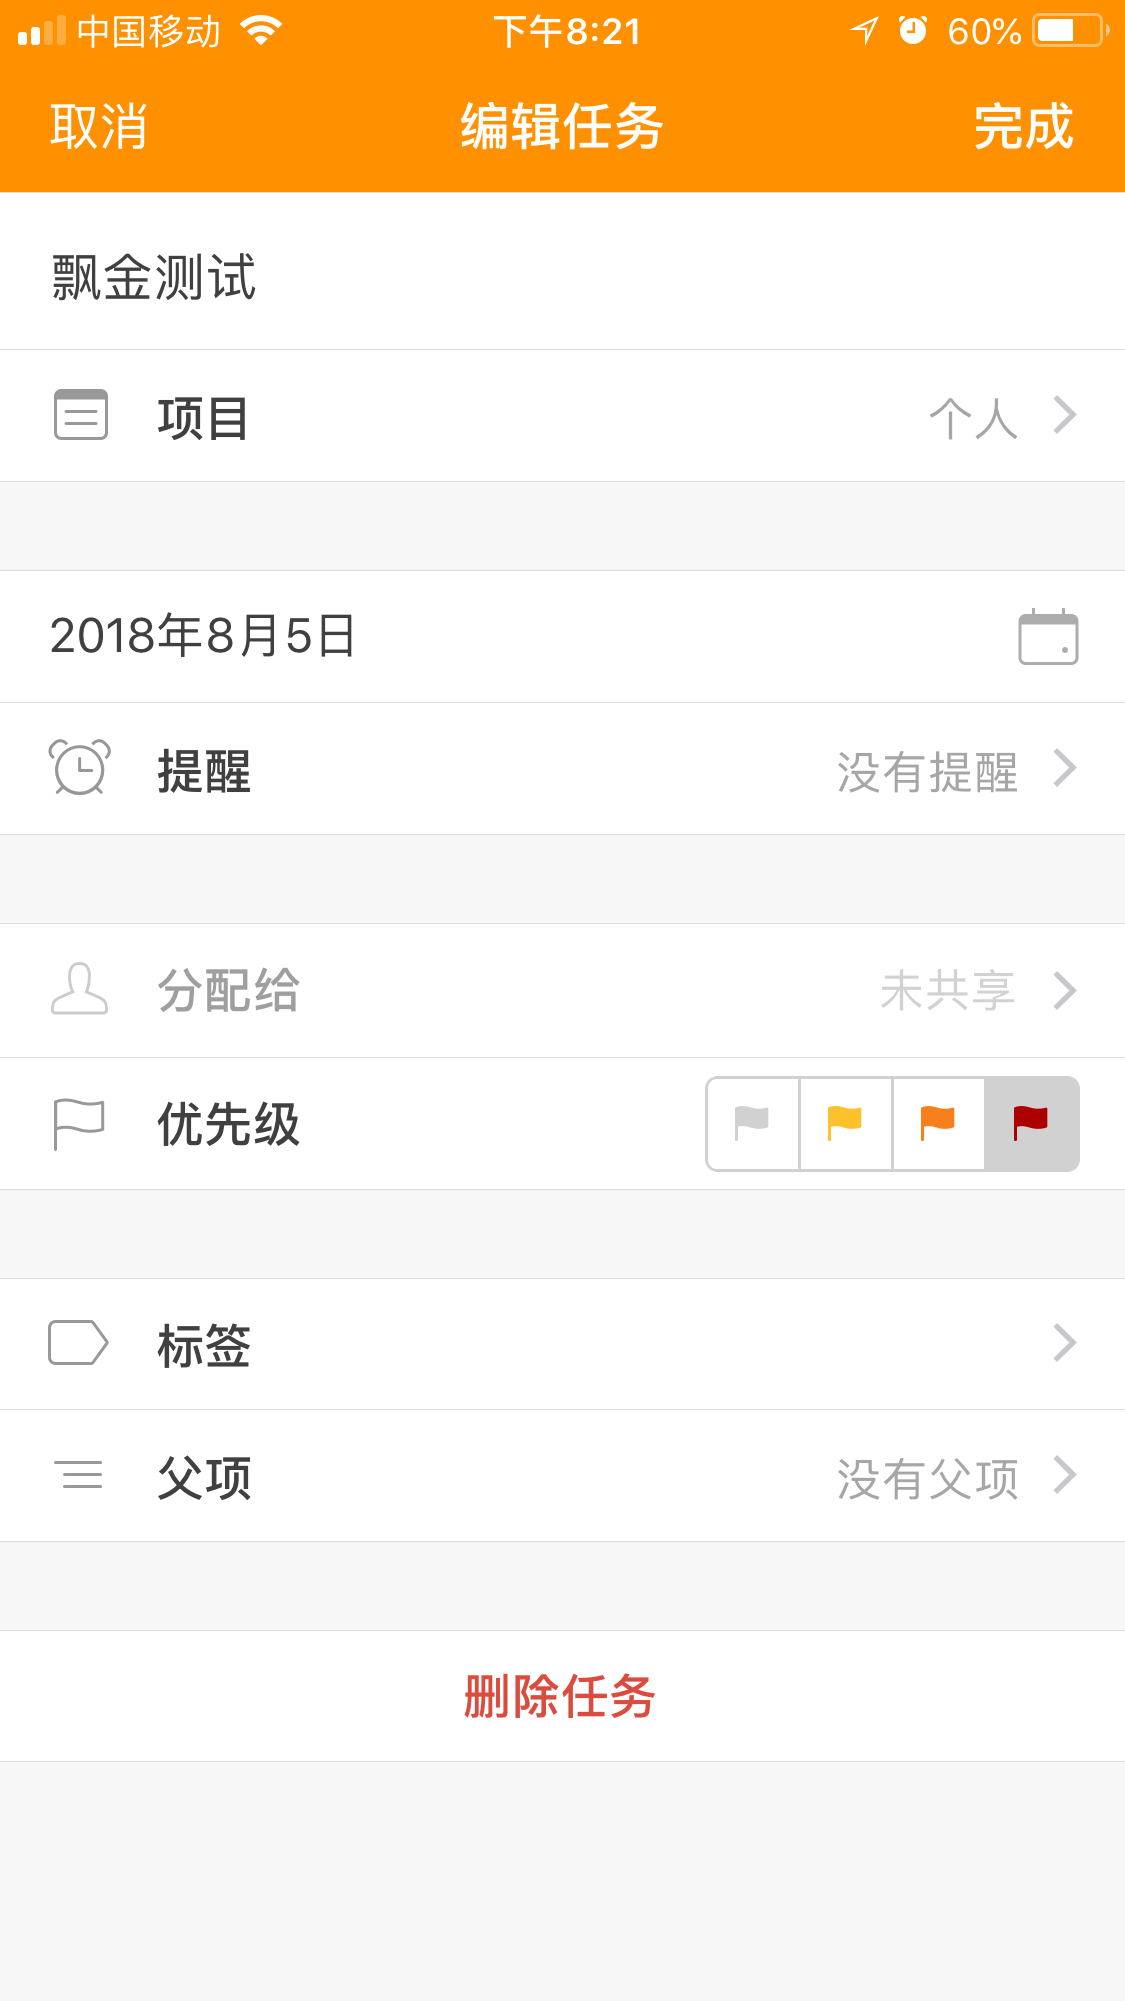 中国移动 下午8:21 60%
取消 编辑任务 完成
飘金测试
项目 个人
2018年8月5日
提醒 没有提醒
分配给 未共享
优先级
标签
父项 没有父项
删除任务